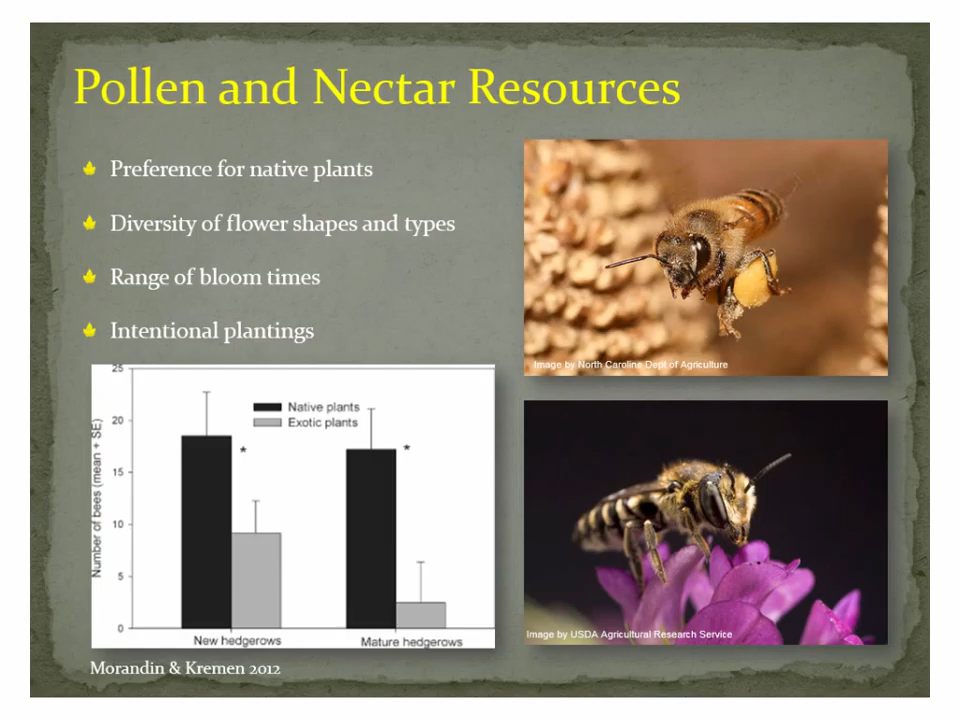 Pollen and Nectar Resources
Preference for native plants
Diversity of flower shapes and types
Range of bloom times
Intentional plantings
Image by North Carolina Dept of Agriculture
25
20
15
10
5
0
Number of bees (mean + SE)
Native plants
Exotic plants
*
*
New hedgerows
Mature hedgerows
Image by USDA Agricultural Research Service
Morandin & Kremen 2012